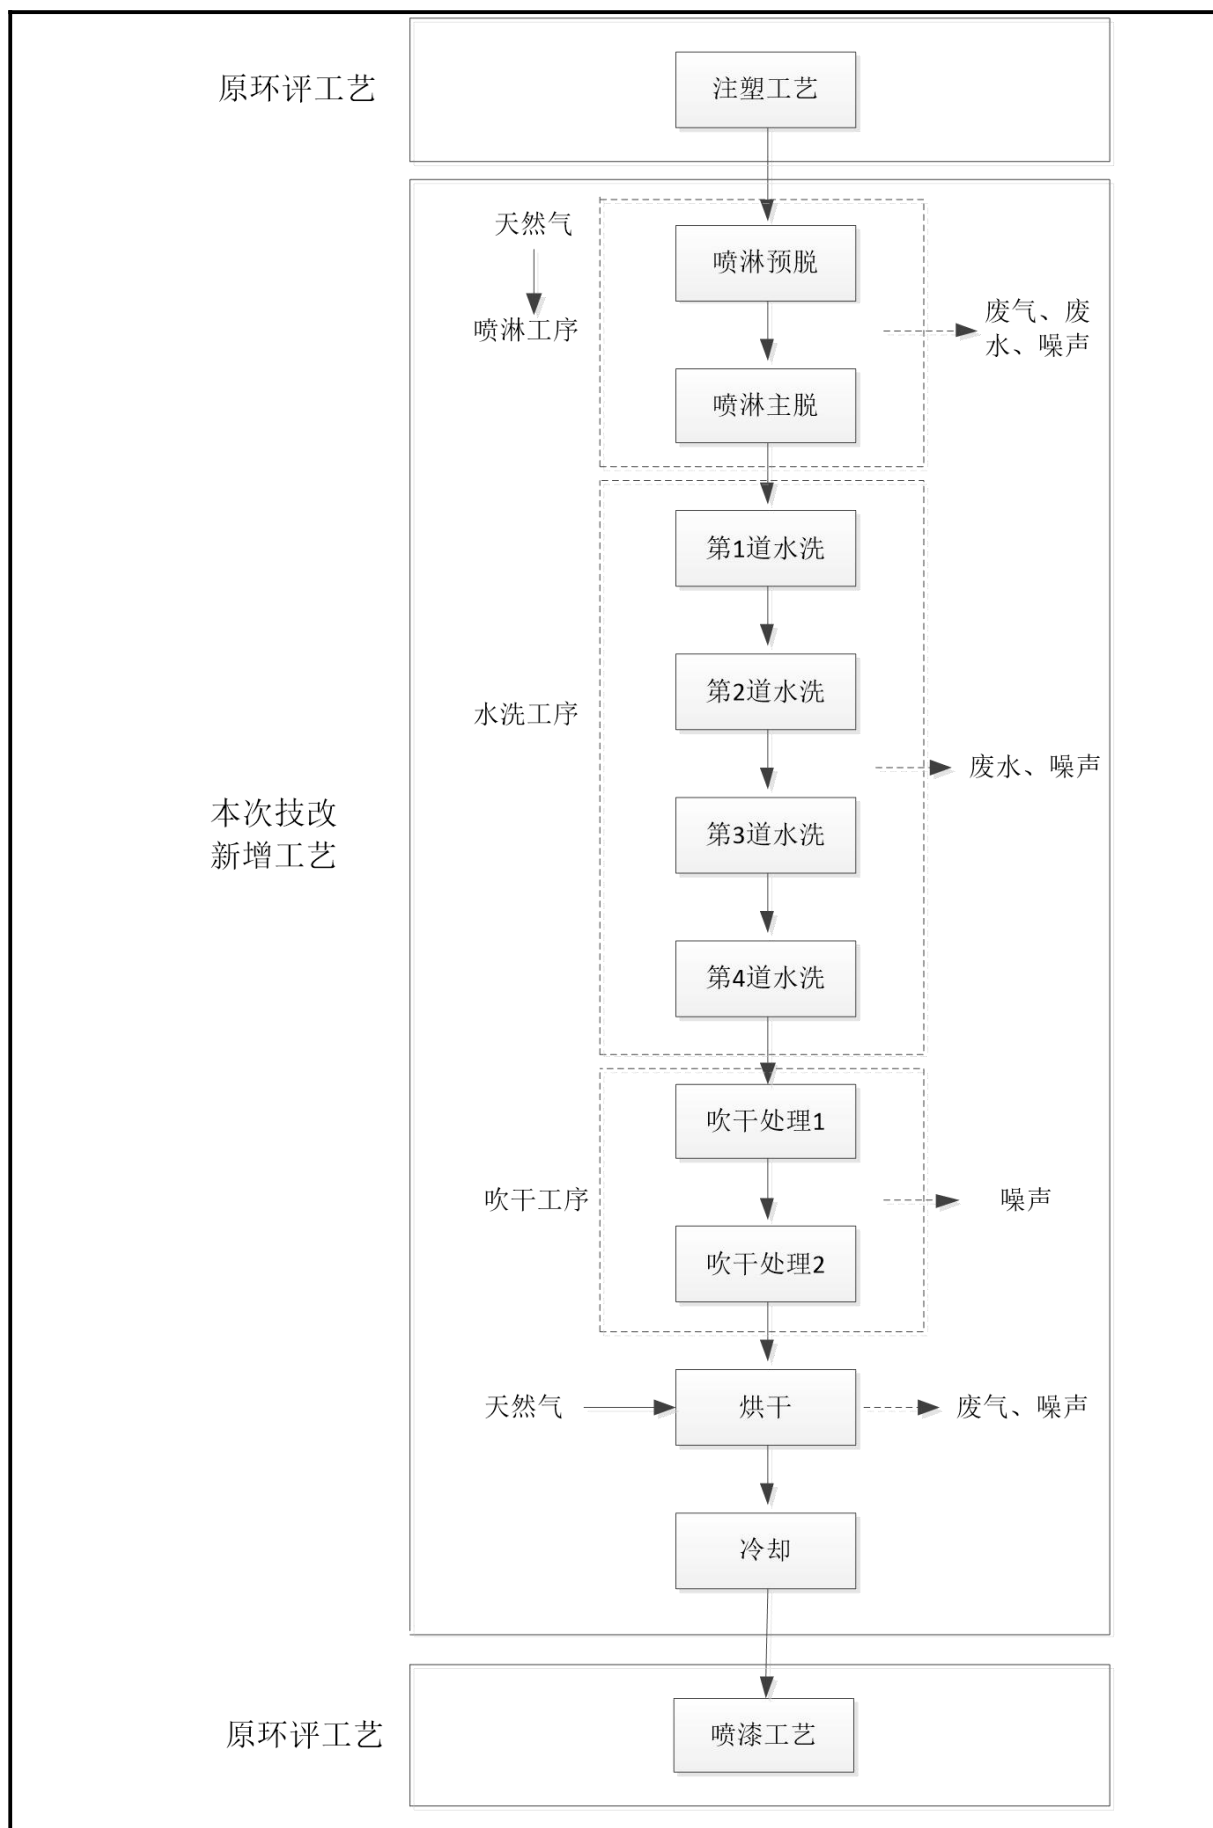 原环评工艺
注塑工艺
天然气
喷淋预脱
喷淋工序
废气、废
水、噪声
喷淋主脱
第1道水洗
第2道水洗
水洗工序
废水、噪声
第3道水洗
本次技改
新增工艺
第4道水洗
吹干处理1
吹干工序
噪声
吹干处理2
天然气
烘干
废气、噪声
冷却
原环评工艺
喷漆工艺